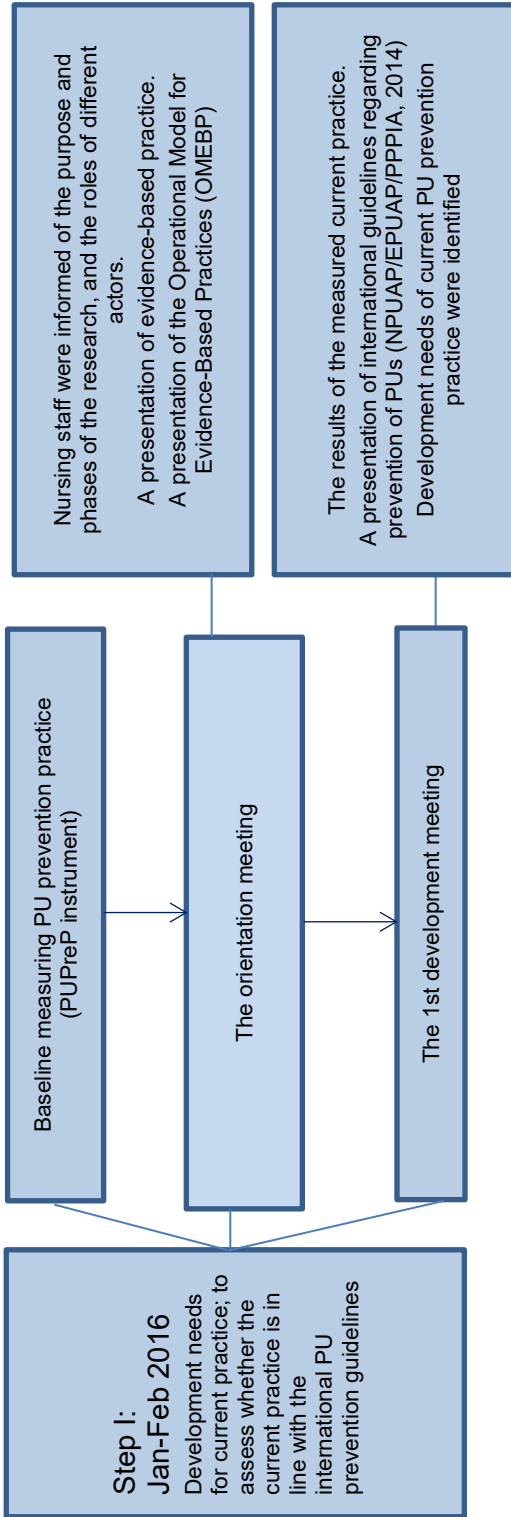 Step I:
Jan-Feb 2016
Development needs
for current practice; to
assess whether the
current practice is in
line with the
international PU
prevention guidelines
Baseline measuring PU prevention practice
(PUPreP instrument)
The orientation meeting
The 1st development meeting
Nursing staff were informed of the purpose and
phases of the research, and the roles of different
actors.
A presentation of evidence-based practice.
A presentation of the Operational Model for
Evidence-Based Practices (OMEBP)
The results of the measured current practice.
A presentation of international guidelines regarding
prevention of PUs (NPUAP/EPUAP/PPPIA, 2014)
Development needs of current PU prevention
practice were identified